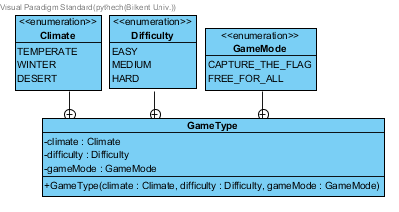 Visual Paradigm Standard(pythech(Bilkent Univ.))
<<enumeration>>
Climate
TEMPERATE
WINTER
DESERT
<<enumeration>>
Difficulty
EASY
MEDIUM
HARD
<<enumeration>>
GameMode
CAPTURE_THE_FLAG
FREE_FOR_ALL
GameType
-climate : Climate
-difficulty : Difficulty
-gameMode : GameMode
+GameType(climate : Climate, difficulty : Difficulty, gameMode : GameMode)